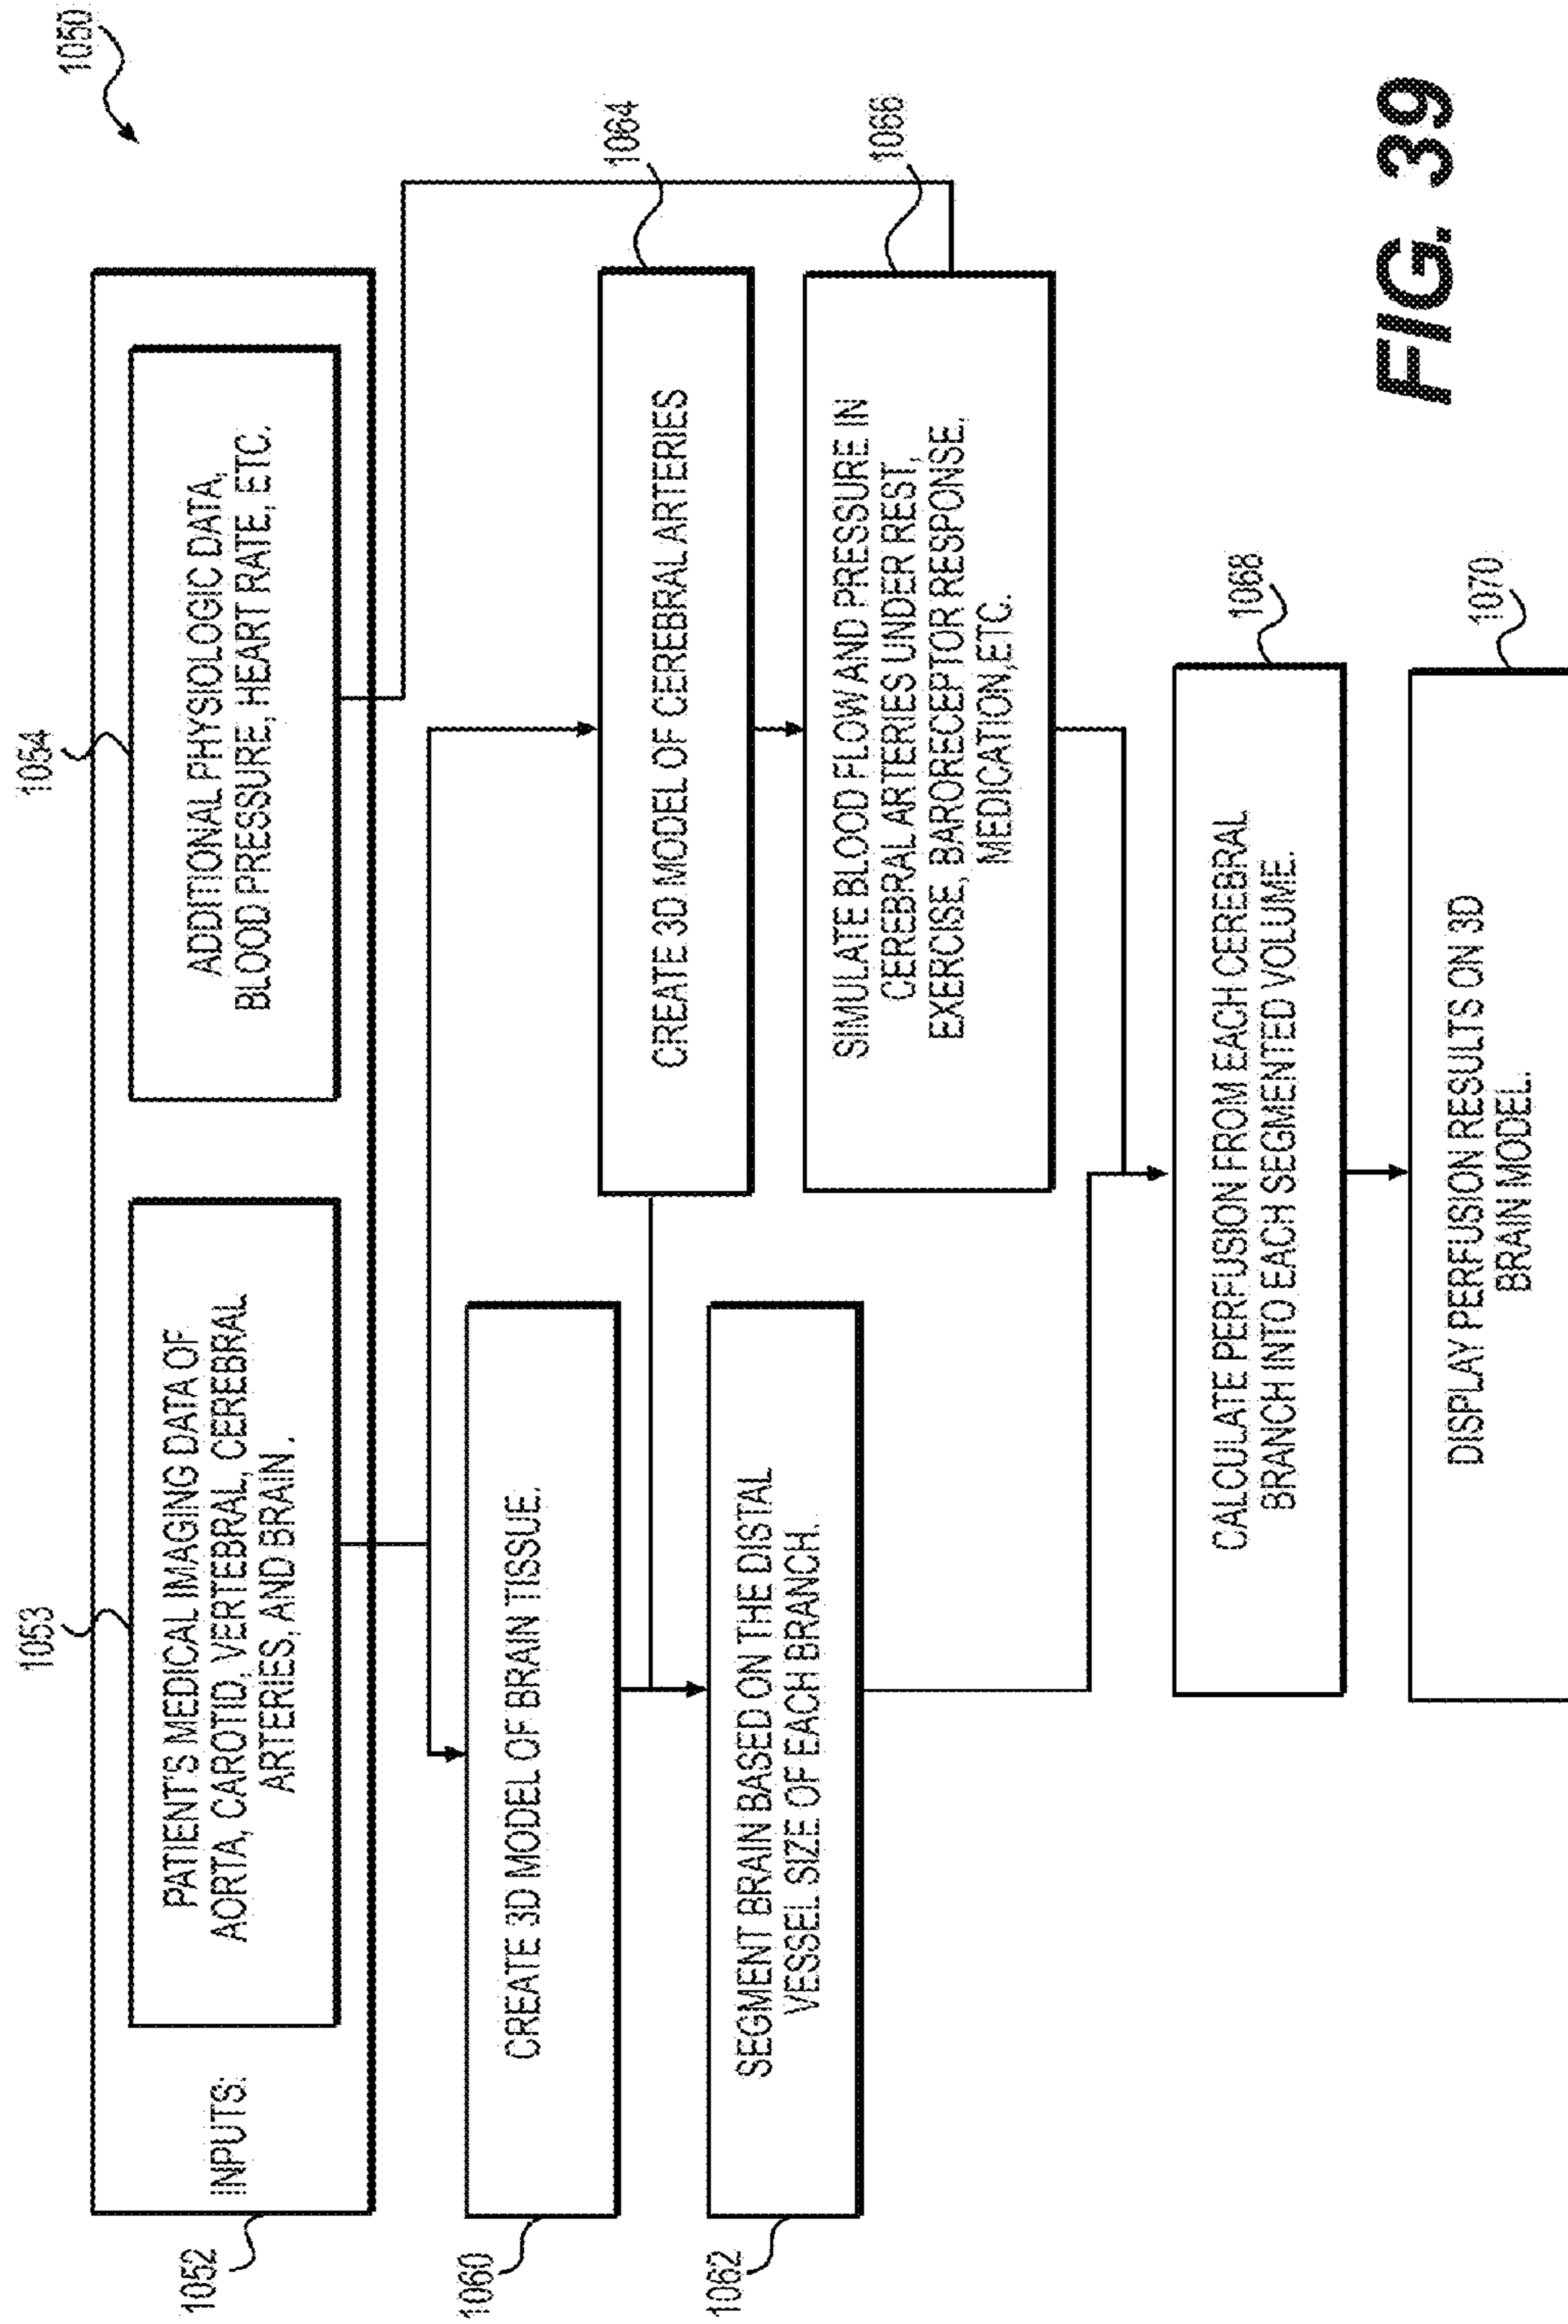 1050
1052
INPUTS:
1053
PATIENT'S MEDICAL IMAGING DATA OF
AORTA, CAROTID, VERTEBRAL, CEREBRAL
ARTERIES, AND BRAIN.
1054
ADDITIONAL PHYSIOLOGIC DATA,
BLOOD PRESSURE, HEART RATE, ETC.
1060
CREATE 3D MODEL OF BRAIN TISSUE.
1064
CREATE 3D MODEL OF CEREBRAL ARTERIES
1062
SEGMENT BRAIN BASED ON THE DISTAL
VESSEL SIZE OF EACH BRANCH.
1066
SIMULATE BLOOD FLOW AND PRESSURE IN
CEREBRAL ARTERIES UNDER REST,
EXERCISE, BARORECEPTOR RESPONSE,
MEDICATION,ETC.
1068
CALCULATE PERFUSION FROM EACH CEREBRAL
BRANCH INTO EACH SEGMENTED VOLUME.
1070
DISPLAY PERFUSION RESULTS ON 3D
BRAIN MODEL.
FIG. 39